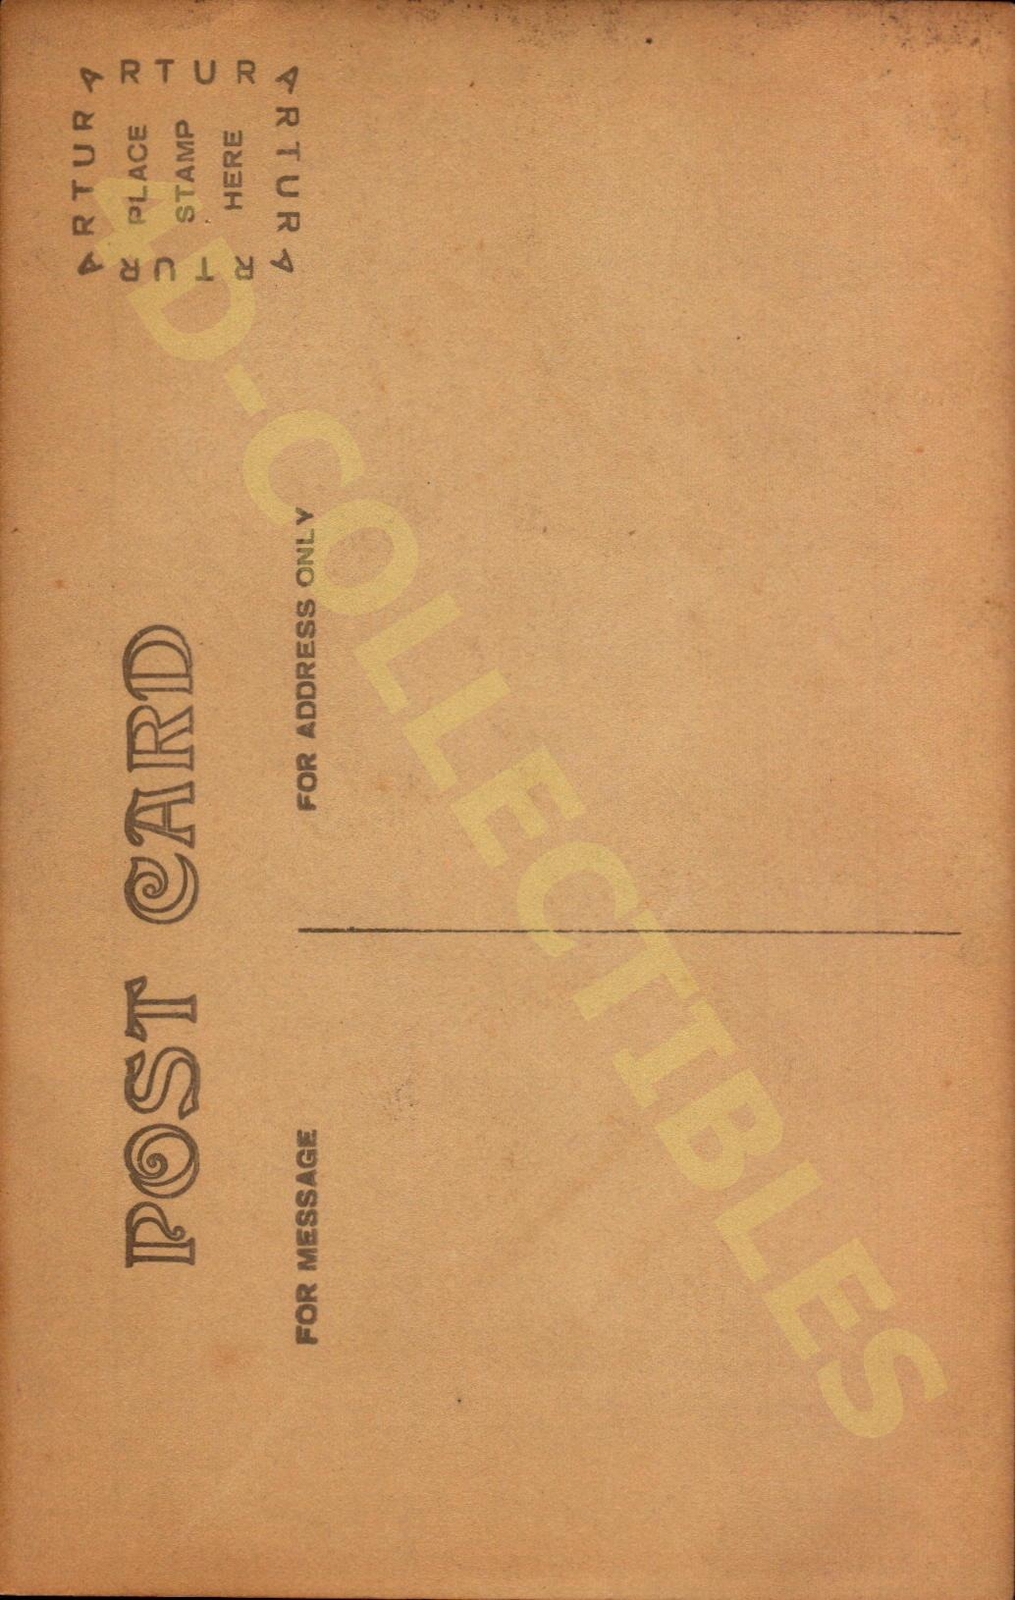 POST CARD
ARTURA
ARTURA
ARTURA
ARTURA
PLACE
STAMP
HERE
FOR MESSAGE
FOR ADDRESS ONLY
AD-COLLECTIBLES